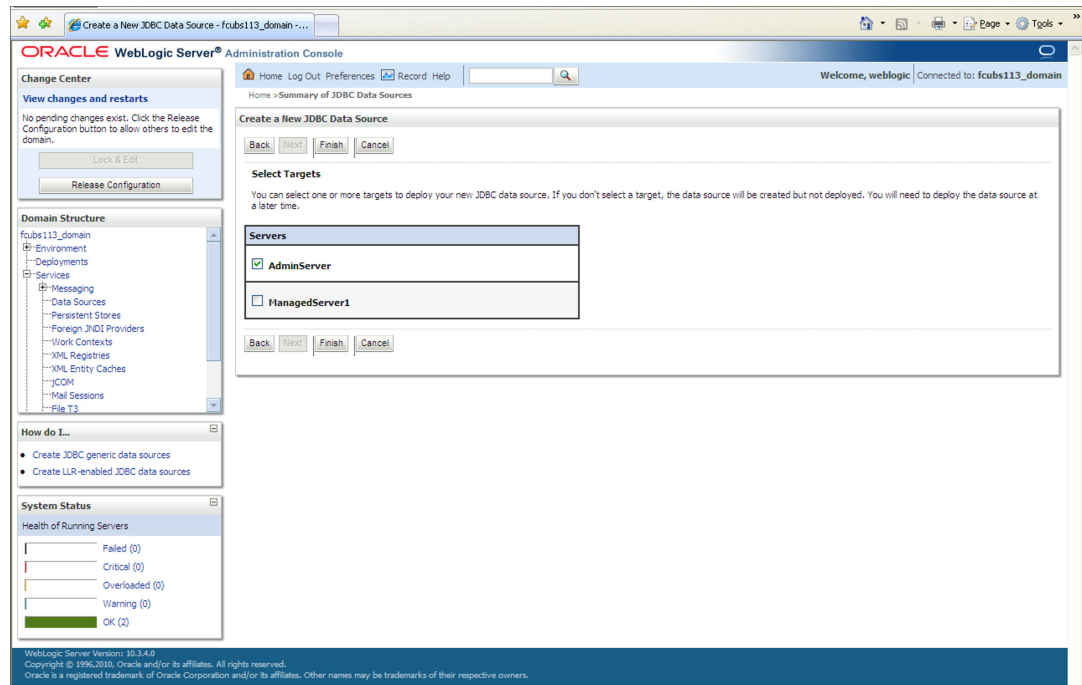 Create a New JDBC Data Source - fcubs113_domain -...
Page
Tools
»
ORACLE WebLogic Server® Administration Console
Change Center
View changes and restarts
No pending changes exist. Click the Release
Configuration button to allow others to edit the
domain.
Lock & Edit
Release Configuration
Domain Structure
fcubs113_domain
Environment
Deployments
Services
Messaging
Data Sources
Persistent Stores
Foreign JNDI Providers
Work Contexts
XML Registries
XML Entity Caches
jCOM
Mail Sessions
File T3
How do I...
Create JDBC generic data sources
Create LLR-enabled JDBC data sources
System Status
Health of Running Servers
Failed (0)
Critical (0)
Overloaded (0)
Warning (0)
OK (2)
Home Log Out Preferences Record Help
Welcome, weblogic Connected to: fcubs113_domain
Home >Summary of JDBC Data Sources
Create a New JDBC Data Source
Back Next Finish Cancel
Select Targets
You can select one or more targets to deploy your new JDBC data source. If you don't select a target, the data source will be created but not deployed. You will need to deploy the data source at
a later time.
Servers
AdminServer
ManagedServer1
Back Next Finish Cancel
WebLogic Server Version: 10.3.4.0
Copyright © 1996,2010, Oracle and/or its affiliates. All rights reserved.
Oracle is a registered trademark of Oracle Corporation and/or its affiliates. Other names may be trademarks of their respective owners.